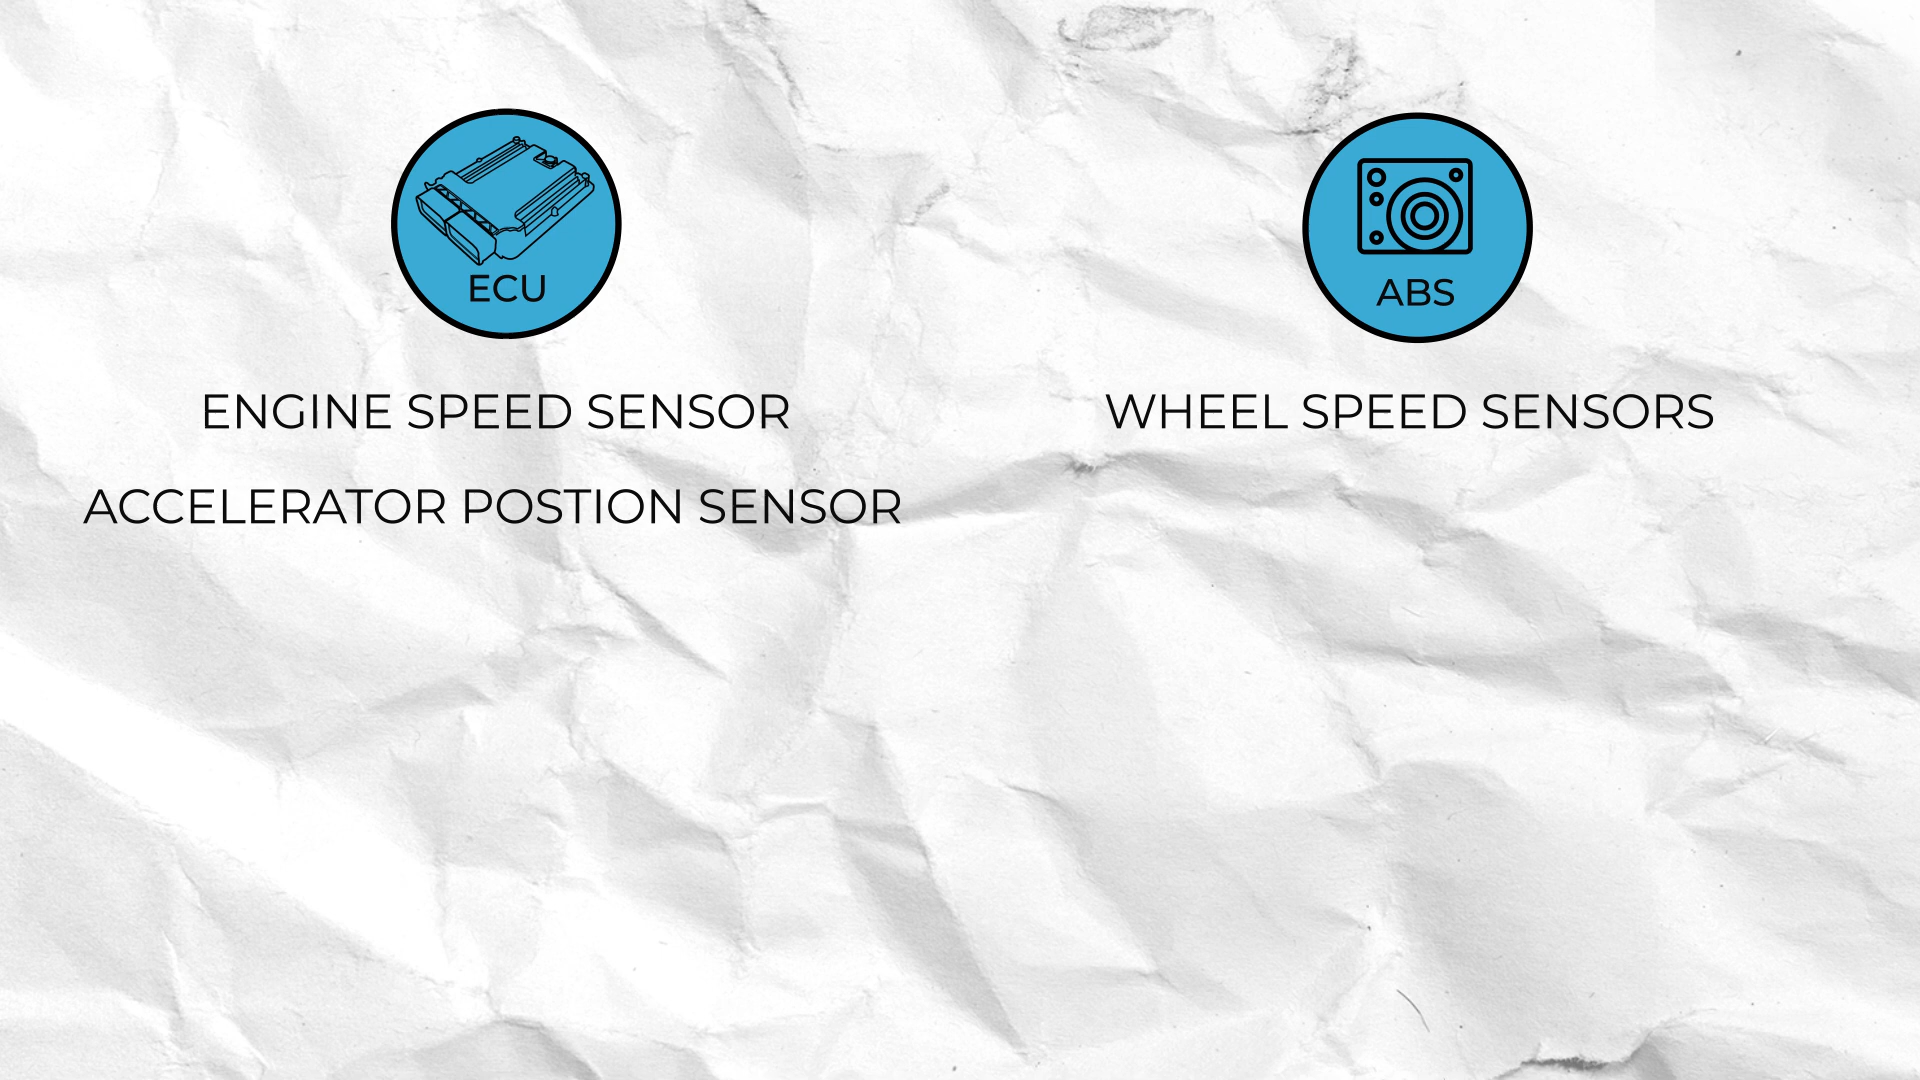 ECU
ABS
ENGINE SPEED SENSOR
WHEEL SPEED SENSORS
ACCELERATOR POSTION SENSOR